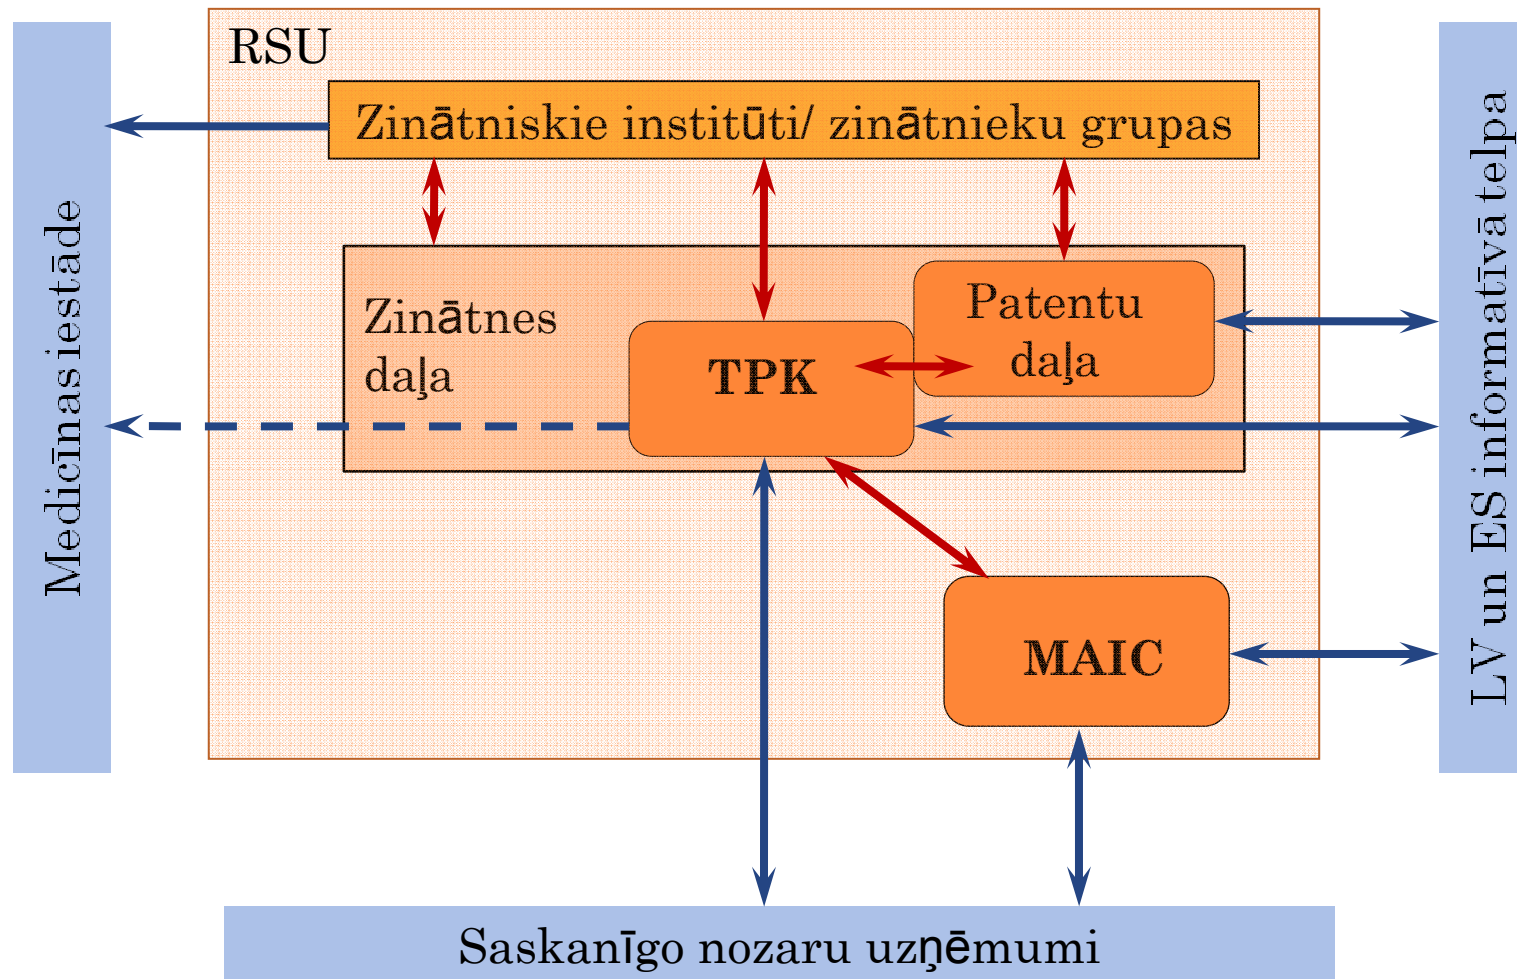 RSU
Zinātniskie institūti/ zinātnieku grupas
Medicīnas iestāde
Zinātnes
daļa
TPK
Patentu
daļa
LV un ES informatīvā telpa
MAIC
Saskanīgo nozaru uzņēmumi